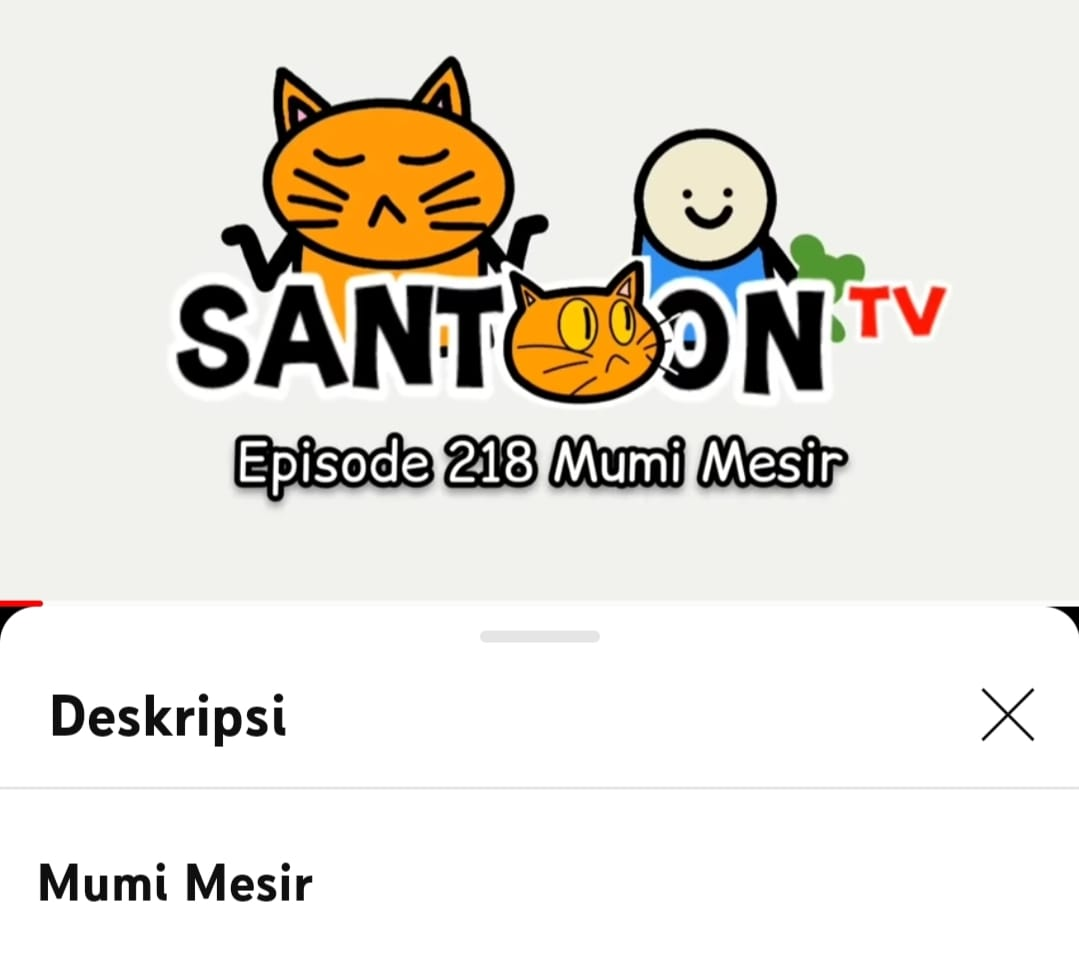 SANTOON TV
Episode 218 Mumi Mesir
Deskripsi
Mumi Mesir